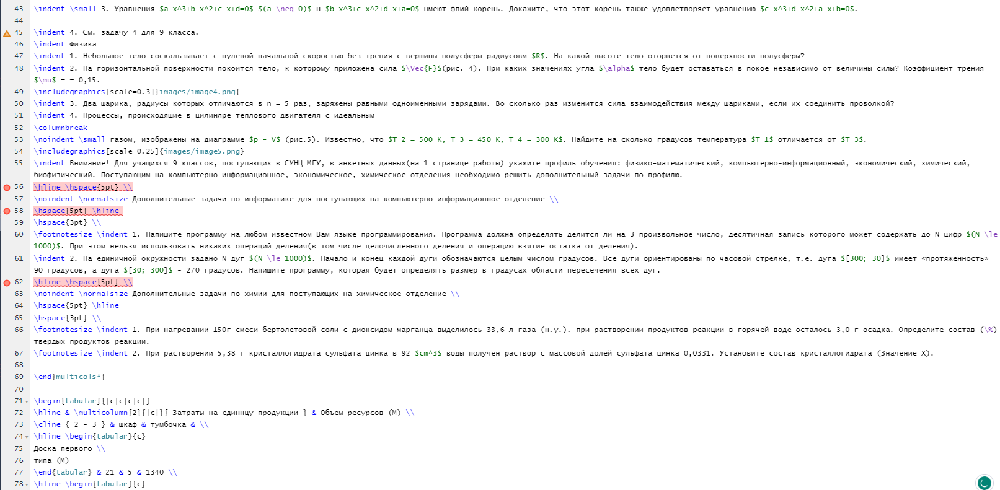 43 \indent \small 3. Уравнения $a x^3+b x^2+c x+d=0$ $(a \neq 0)$ н $b x^3+c x^2+d x+a=0$ нмеют фпий корень. Докажите, что этот корень также удовлетворяет уравнению $c x^3+d x^2+a x+b=0$.
44
45 \indent 4. См. задачу 4 для 9 класса.
46 \indent Физика
47 \indent 1. Небольшое тело соскальзывает с нулевой начальной скоростью без трения с вершины полусферы радиусовм $R$. На какой высоте тело оторвется от поверхности полусферы?
48 \indent 2. На горизонтальной поверхности покоится тело, к которому приложена сила $\Vec{F}$(рис. 4). При каких значениях угла $\alpha$ тело будет оставаться в покое независимо от величины силы? Коэффициент трения
$\mu$ = = 0,15.
49 \includegraphics[scale=0.3]{images/image4.png}
50 \indent 3. Два шарика, радиусы которых отличаются в n = 5 раз, заряжены равными одноименными зарядами. Во сколько раз изменится сила взаимодействия между шариками, если их соединить проволкой?
51 \indent 4. Процессы, происходящие в цилинлре теплового двигателя с идеальным
52 \columnbreak
53 \noindent \small газом, изображены на диаграмме $p - V$ (рис.5). Известно, что $T_2 = 500 K, T_3 = 450 K, T_4 = 300 K$. Найдите на сколько градусов температура $T_1$ отличается от $T_3$.
54 \includegraphics[scale=0.25]{images/image5.png}
55 \indent Внимание! Для учащихся 9 классов, поступающих в СУНЦ МГУ, в анкетных данных(на 1 странице работы) укажите профиль обучения: физико-математический, компьютерно-информационный, экономический, химический,
биофизический. Поступающим на компьютерно-информационное, экономическое, химическое отделения необходимо решить дополнительный задачи по профилю.
56 \hline \hspace{5pt} \\
57 \noindent \normalsize Дополнительные задачи по информатике для поступающих на компьютерно-информационное отделение \\
58 \hspace{5pt} \hline
59 \hspace{3pt} \\
60 \footnotesize \indent 1. Напишите программу на любом известном Вам языке программирования. Программа должна определять делится ли на 3 произвольное число, десятичная запись которого может содержать до N цифр $(N \le
1000)$. При этом нельзя использовать никаких операций деления(в том числе целочисленного деления и операцию взятие остатка от деления).
61 \indent 2. На единичной окружности задано N дуг $(N \le 1000)$. Начало и конец каждой дуги обозначаются целым числом градусов. Все дуги ориентированы по часовой стрелке, т.е. дуга $[300; 30]$ имеет «протяженность»
90 градусов, а дуга $[30; 300]$ - 270 градусов. Напишите программу, которая будет определять размер в градусах области пересечения всех дуг.
62 \hline \hspace{5pt} \\
63 \noindent \normalsize Дополнительные задачи по химии для поступающих на химическое отделение \\
64 \hspace{5pt} \hline
65 \hspace{3pt} \\
66 \footnotesize \indent 1. При нагревании 150г смеси бертолетовой соли с диоксидом марганца выделилось 33,6 л газа (н.у.). при растворении продуктов реакции в горячей воде осталось 3,0 г осадка. Определите состав (\%)
твердых продуктов реакции.
67 \footnotesize \indent 2. При растворении 5,38 г кристаллогидрата сульфата цинка в 92 $cm^3$ воды получен раствор с массовой долей сульфата цинка 0,0331. Установите состав кристаллогидрата (Значение X).
68
69 \end{multicols*}
70
71 \begin{tabular}{|c|c|c|c|}
72 \hline & \multicolumn{2}{|c|}{ Затраты на единнцу продукции } & Объем ресурсов (М) \\
73 \cline { 2 - 3 } & шкаф & тумбочка & \\
74 \hline \begin{tabular}{c}
75 Доска первого \\
76 типа (М)
77 \end{tabular} & 21 & 5 & 1340 \\
78 \hline \begin{tabular}{c}